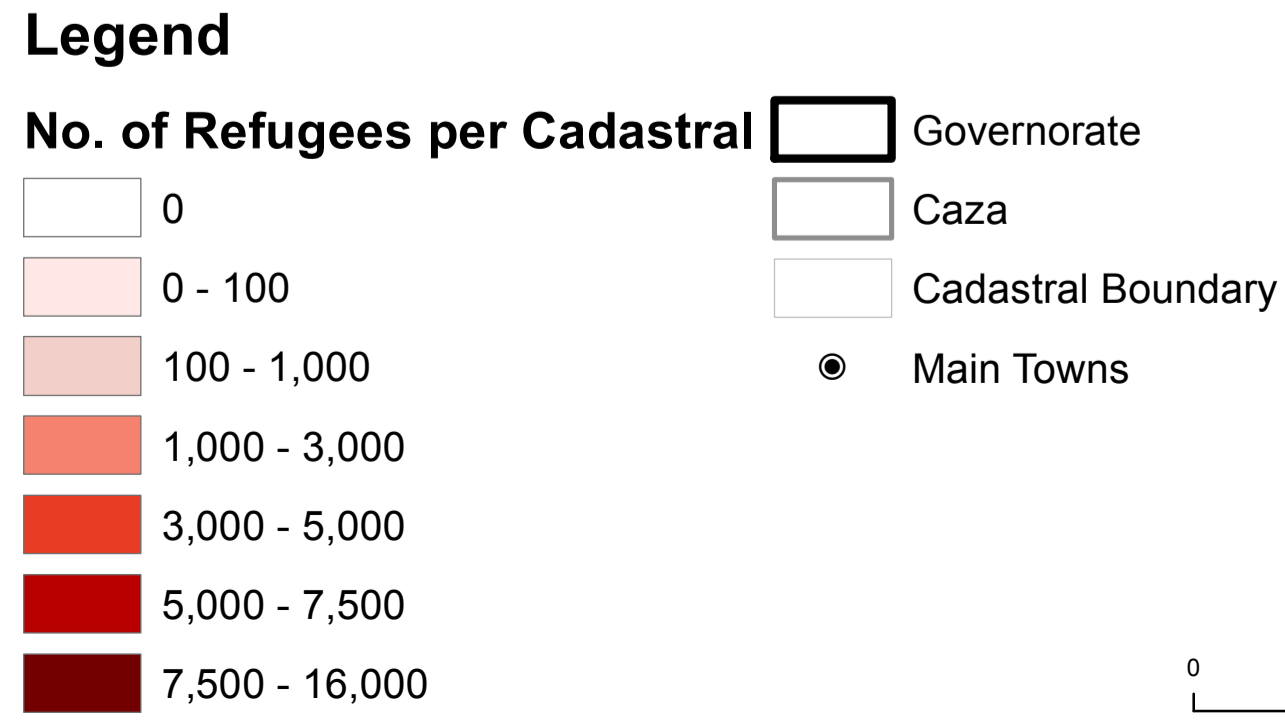 Legend
No. of Refugees per Cadastral
0
0 - 100
100 - 1,000
1,000 - 3,000
3,000 - 5,000
5,000 - 7,500
7,500 - 16,000
Governorate
Caza
Cadastral Boundary
Main Towns
0